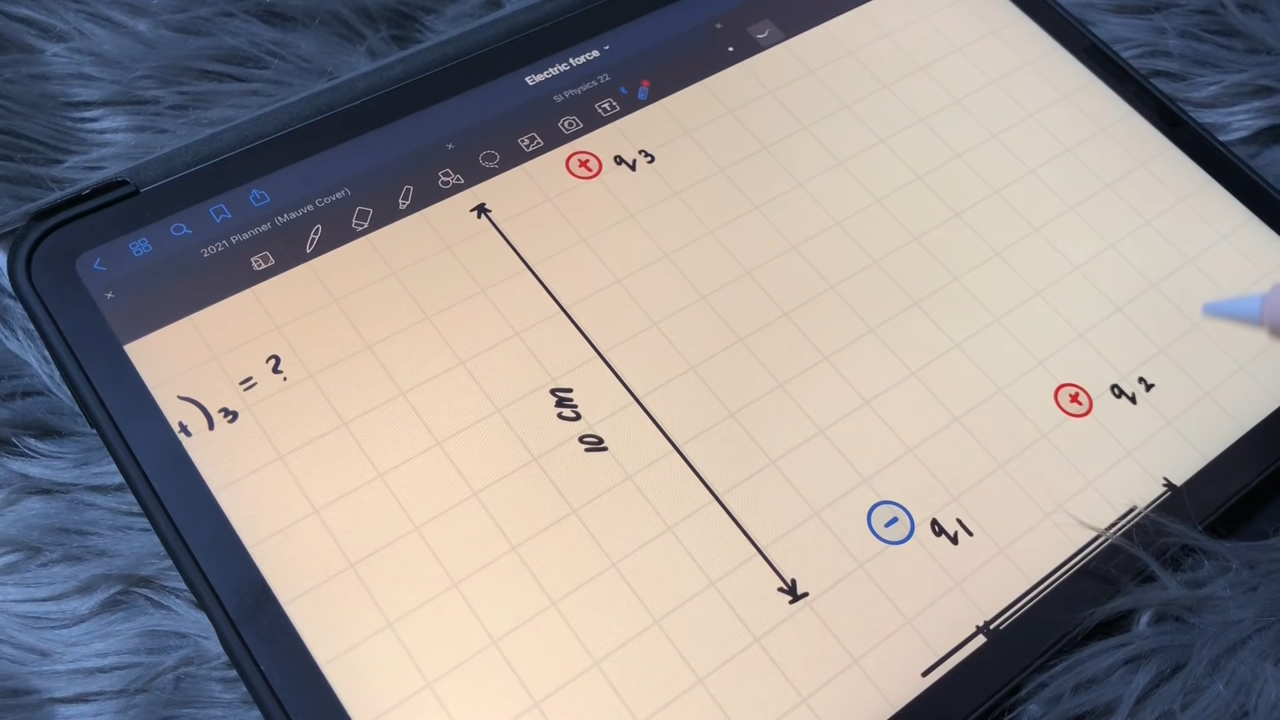 Electric force
SI Physics 22
2021 Planner (Mauve Cover)
+)3 = ?
q3
10 cm
+ q2
- q1